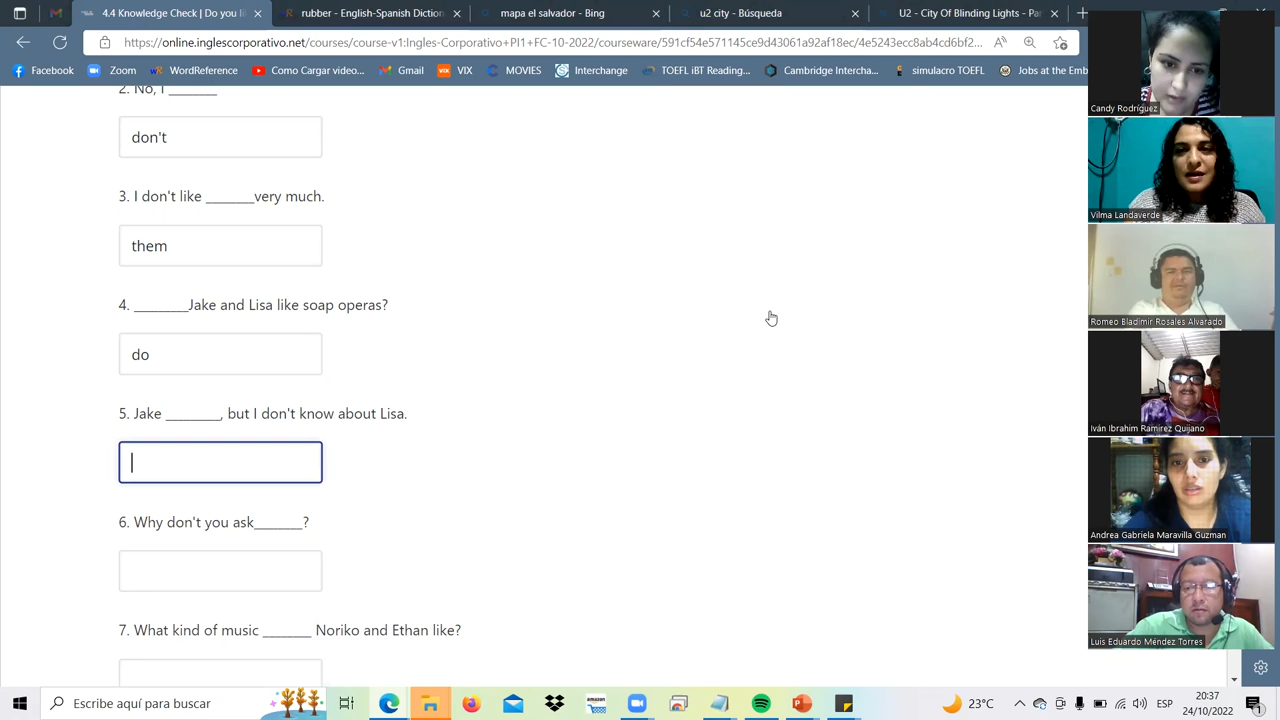 4.4 Knowledge Check | Do you li
rubber - English-Spanish Diction
mapa el salvador - Bing
u2 city - Búsqueda
U2 - City Of Blinding Lights - Pa
https://online.inglescorporativo.net/courses/course-v1:Ingles-Corporativo+PI1+FC-10-2022/courseware/591cf54e571145ce9d43061a92af18ec/4e5243ecc8ab4cd6bf2...
Facebook
Zoom
WordReference
Como Cargar video...
Gmail
VIX
MOVIES
Interchange
TOEFL iBT Reading...
Cambridge Intercha...
simulacro TOEFL
Jobs at the Emb
2. No, I _______
don't
3. I don't like _______very much.
them
4. ________Jake and Lisa like soap operas?
do
5. Jake ________, but I don't know about Lisa.
6. Why don't you ask_______?
7. What kind of music _______ Noriko and Ethan like?
Candy Rodríguez
Vilma Landaverde
Romeo Bladimir Rosales Alvarado
Iván Ibrahim Ramirez Quijano
Andrea Gabriela Maravilla Guzman
Luis Eduardo Méndez Torres
Escribe aquí para buscar
amazon
23°C
ESP
20:37
24/10/2022
1